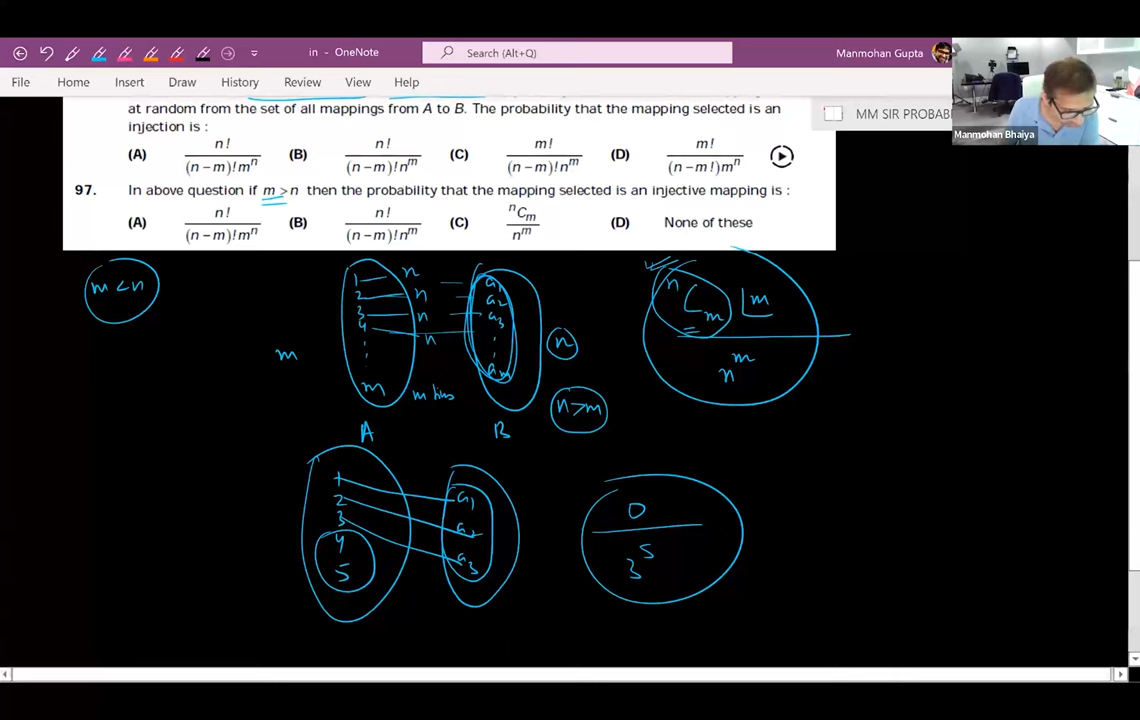 in - OneNote
Search (Alt+Q)
Manmohan Gupta
File Home Insert Draw History Review View Help
at random from the set of all mappings from A to B. The probability that the mapping selected is an
injection is :
(A) n! / (n−m)! m^n (B) n! / (n−m)! n^m (C) m! / (n−m)! n^m (D) m! / (n−m!) m^n
97. In above question if m > n then the probability that the mapping selected is an injective mapping is :
(A) n! / (n−m)! m^n (B) n! / (n−m)! n^m (C) ^nC_m / n^m (D) None of these
MM SIR PROBABI
Manmohan Bhaiya
m < n
m
1 n
2 n
3 n
4 n
⋮
m m times
A
a1
a2
a3
⋮
am
B
n
n > m
^nC_m ⌊m
n^m
1
2
3
4
5
a1
a2
a3
0
3^5